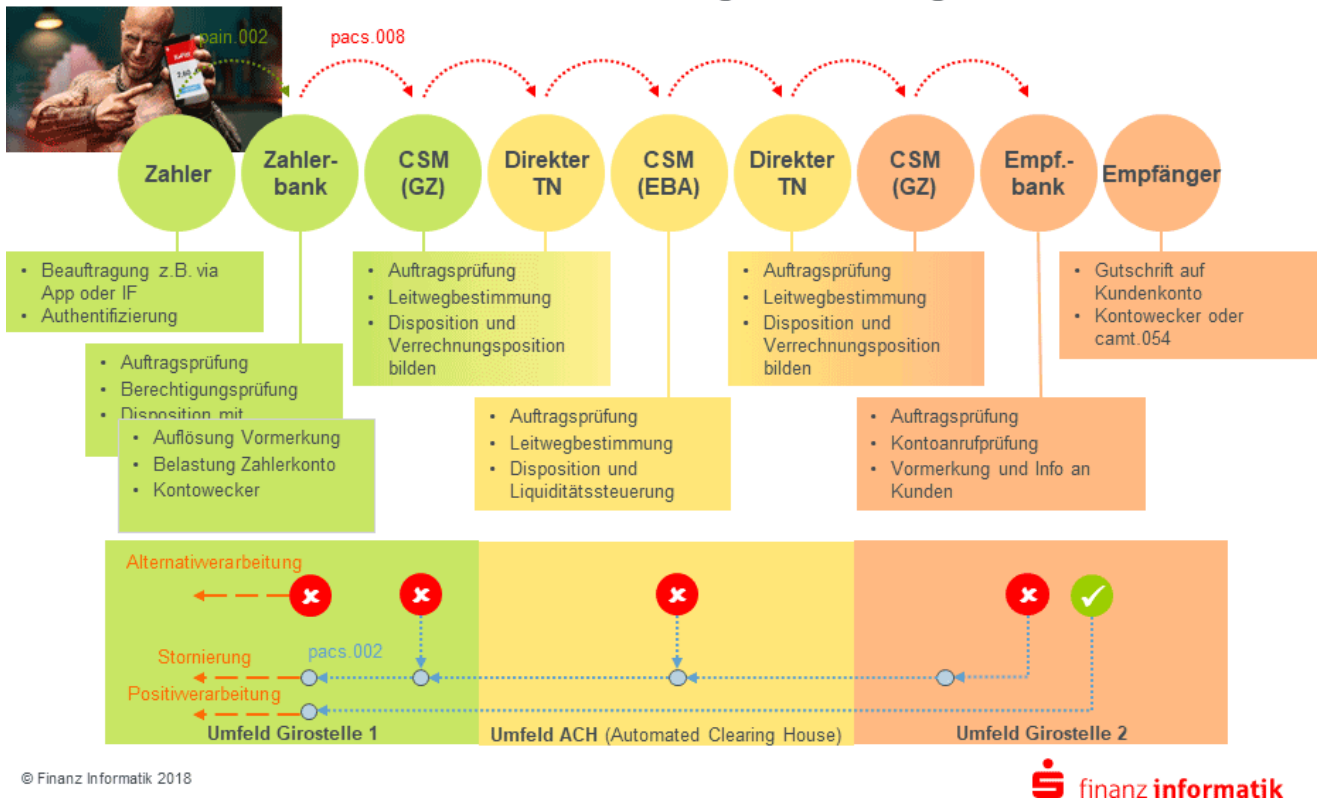 pain.002
pacs.008
Zahler
Zahler-
bank
CSM
(GZ)
Direkter
TN
CSM
(EBA)
Direkter
TN
CSM
(GZ)
Empf.-
bank
Empfänger
• Beauftragung z.B. via
App oder IF
• Authentifizierung
• Auftragsprüfung
• Berechtigungsprüfung
• Disposition mit
• Auflösung Vormerkung
• Belastung Zahlerkonto
• Kontowecker
• Auftragsprüfung
• Leitwegbestimmung
• Disposition und
Verrechnungsposition
bilden
• Auftragsprüfung
• Leitwegbestimmung
• Disposition und
Liquiditätssteuerung
• Auftragsprüfung
• Leitwegbestimmung
• Disposition und
Verrechnungsposition
bilden
• Auftragsprüfung
• Kontoanrufprüfung
• Vormerkung und Info an
Kunden
• Gutschrift auf
Kundenkonto
• Kontowecker oder
camt.054
Alternativverarbeitung
Stornierung
pacs.002
Positivverarbeitung
Umfeld Girostelle 1
Umfeld ACH (Automated Clearing House)
Umfeld Girostelle 2
© Finanz Informatik 2018
finanz informatik